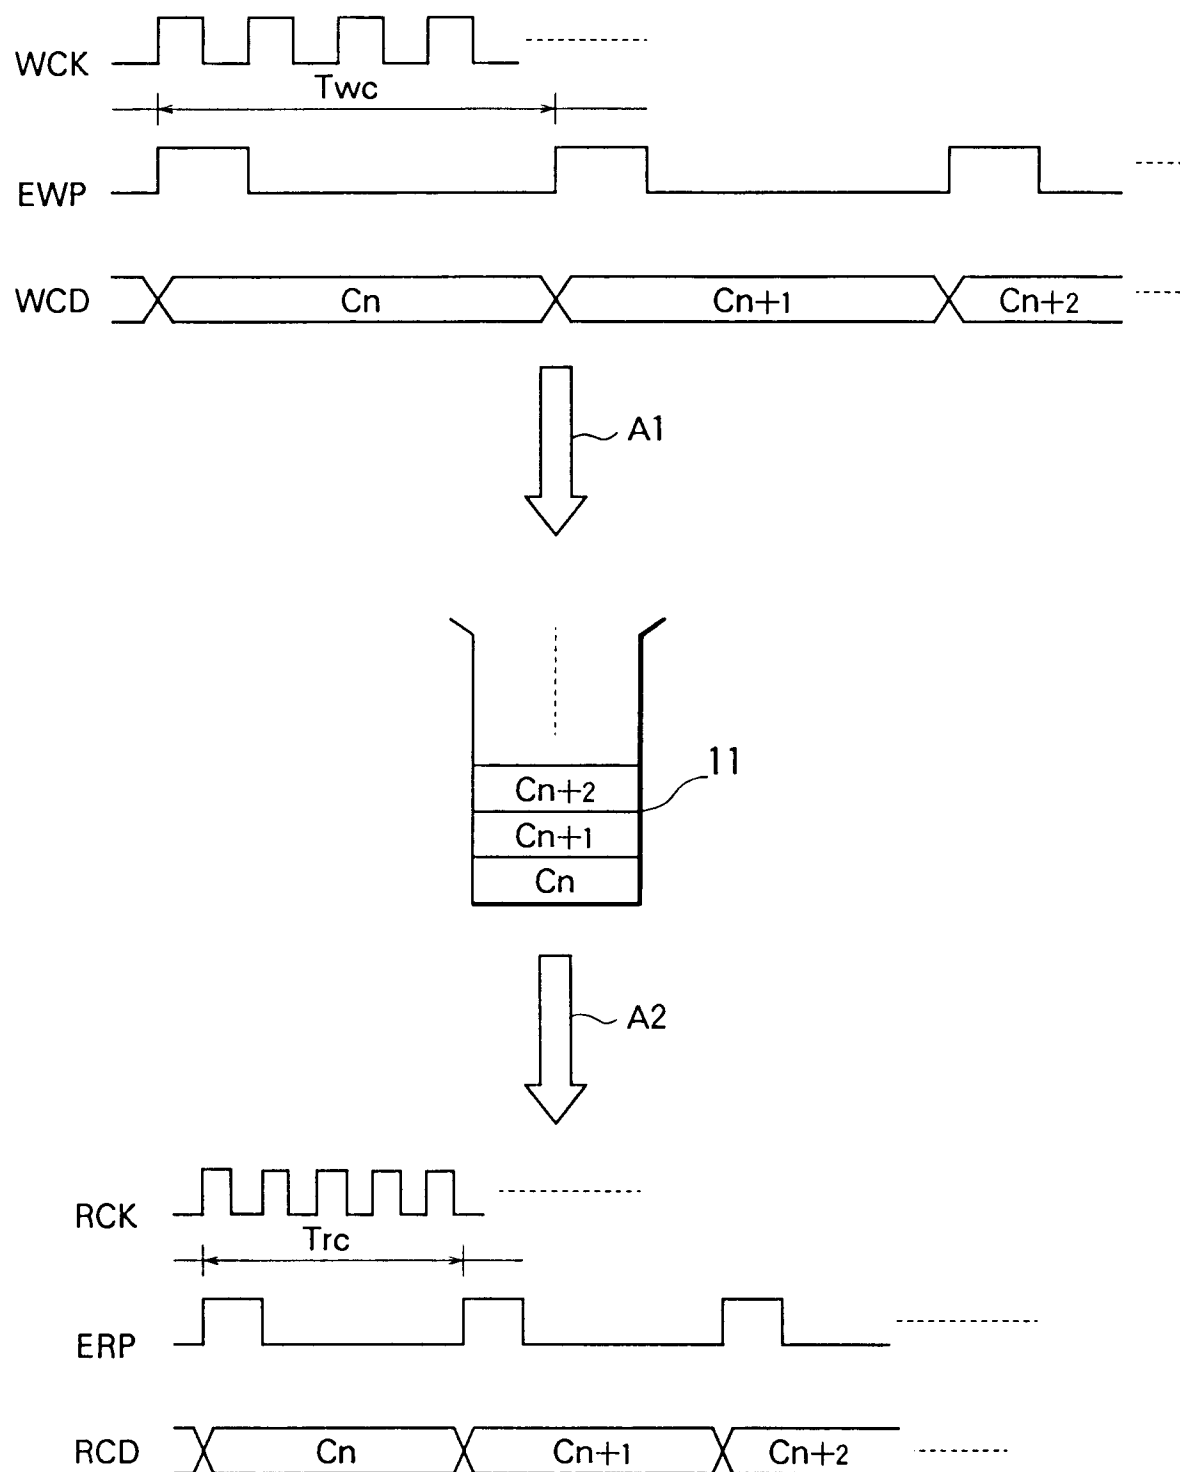 WCK
Twc
EWP
WCD Cn Cn+1 Cn+2
A1
11
Cn+2
Cn+1
Cn
A2
RCK
Trc
ERP
RCD Cn Cn+1 Cn+2